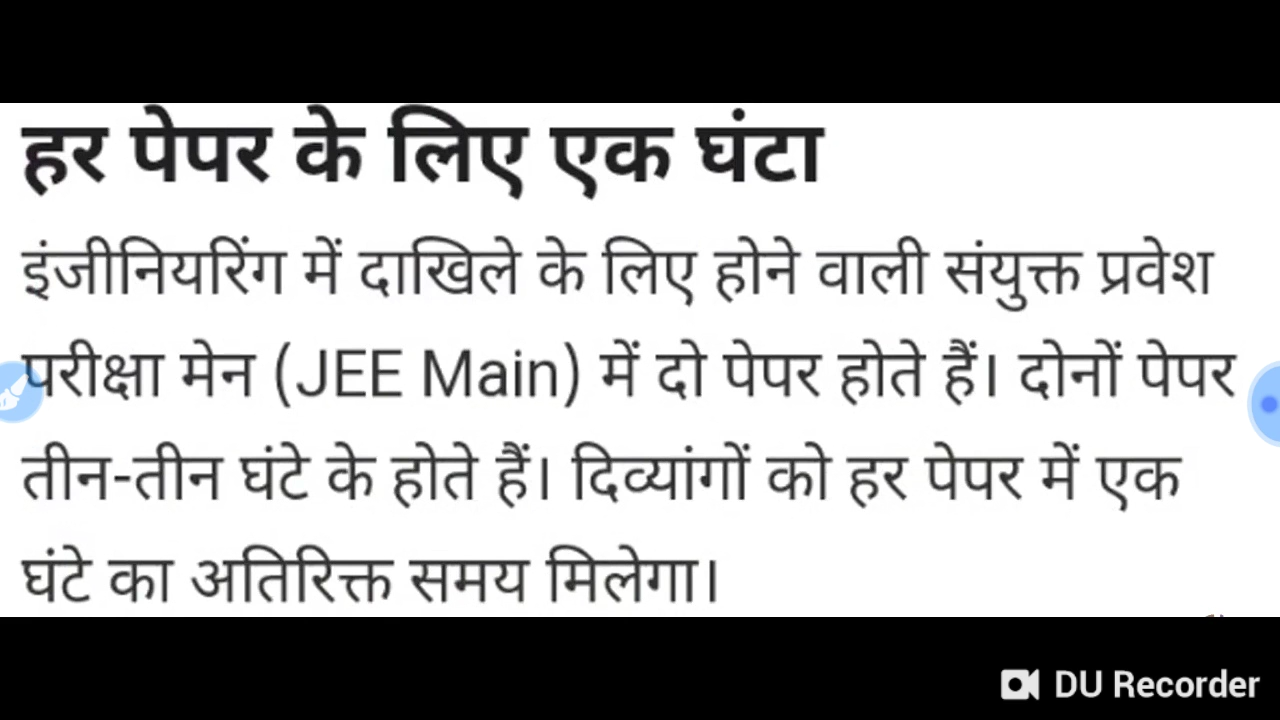 हर पेपर के लिए एक घंटा
इंजीनियरिंग में दाखिले के लिए होने वाली संयुक्त प्रवेश
परीक्षा मेन (JEE Main) में दो पेपर होते हैं। दोनों पेपर
तीन-तीन घंटे के होते हैं। दिव्यांगों को हर पेपर में एक
घंटे का अतिरिक्त समय मिलेगा।
DU Recorder